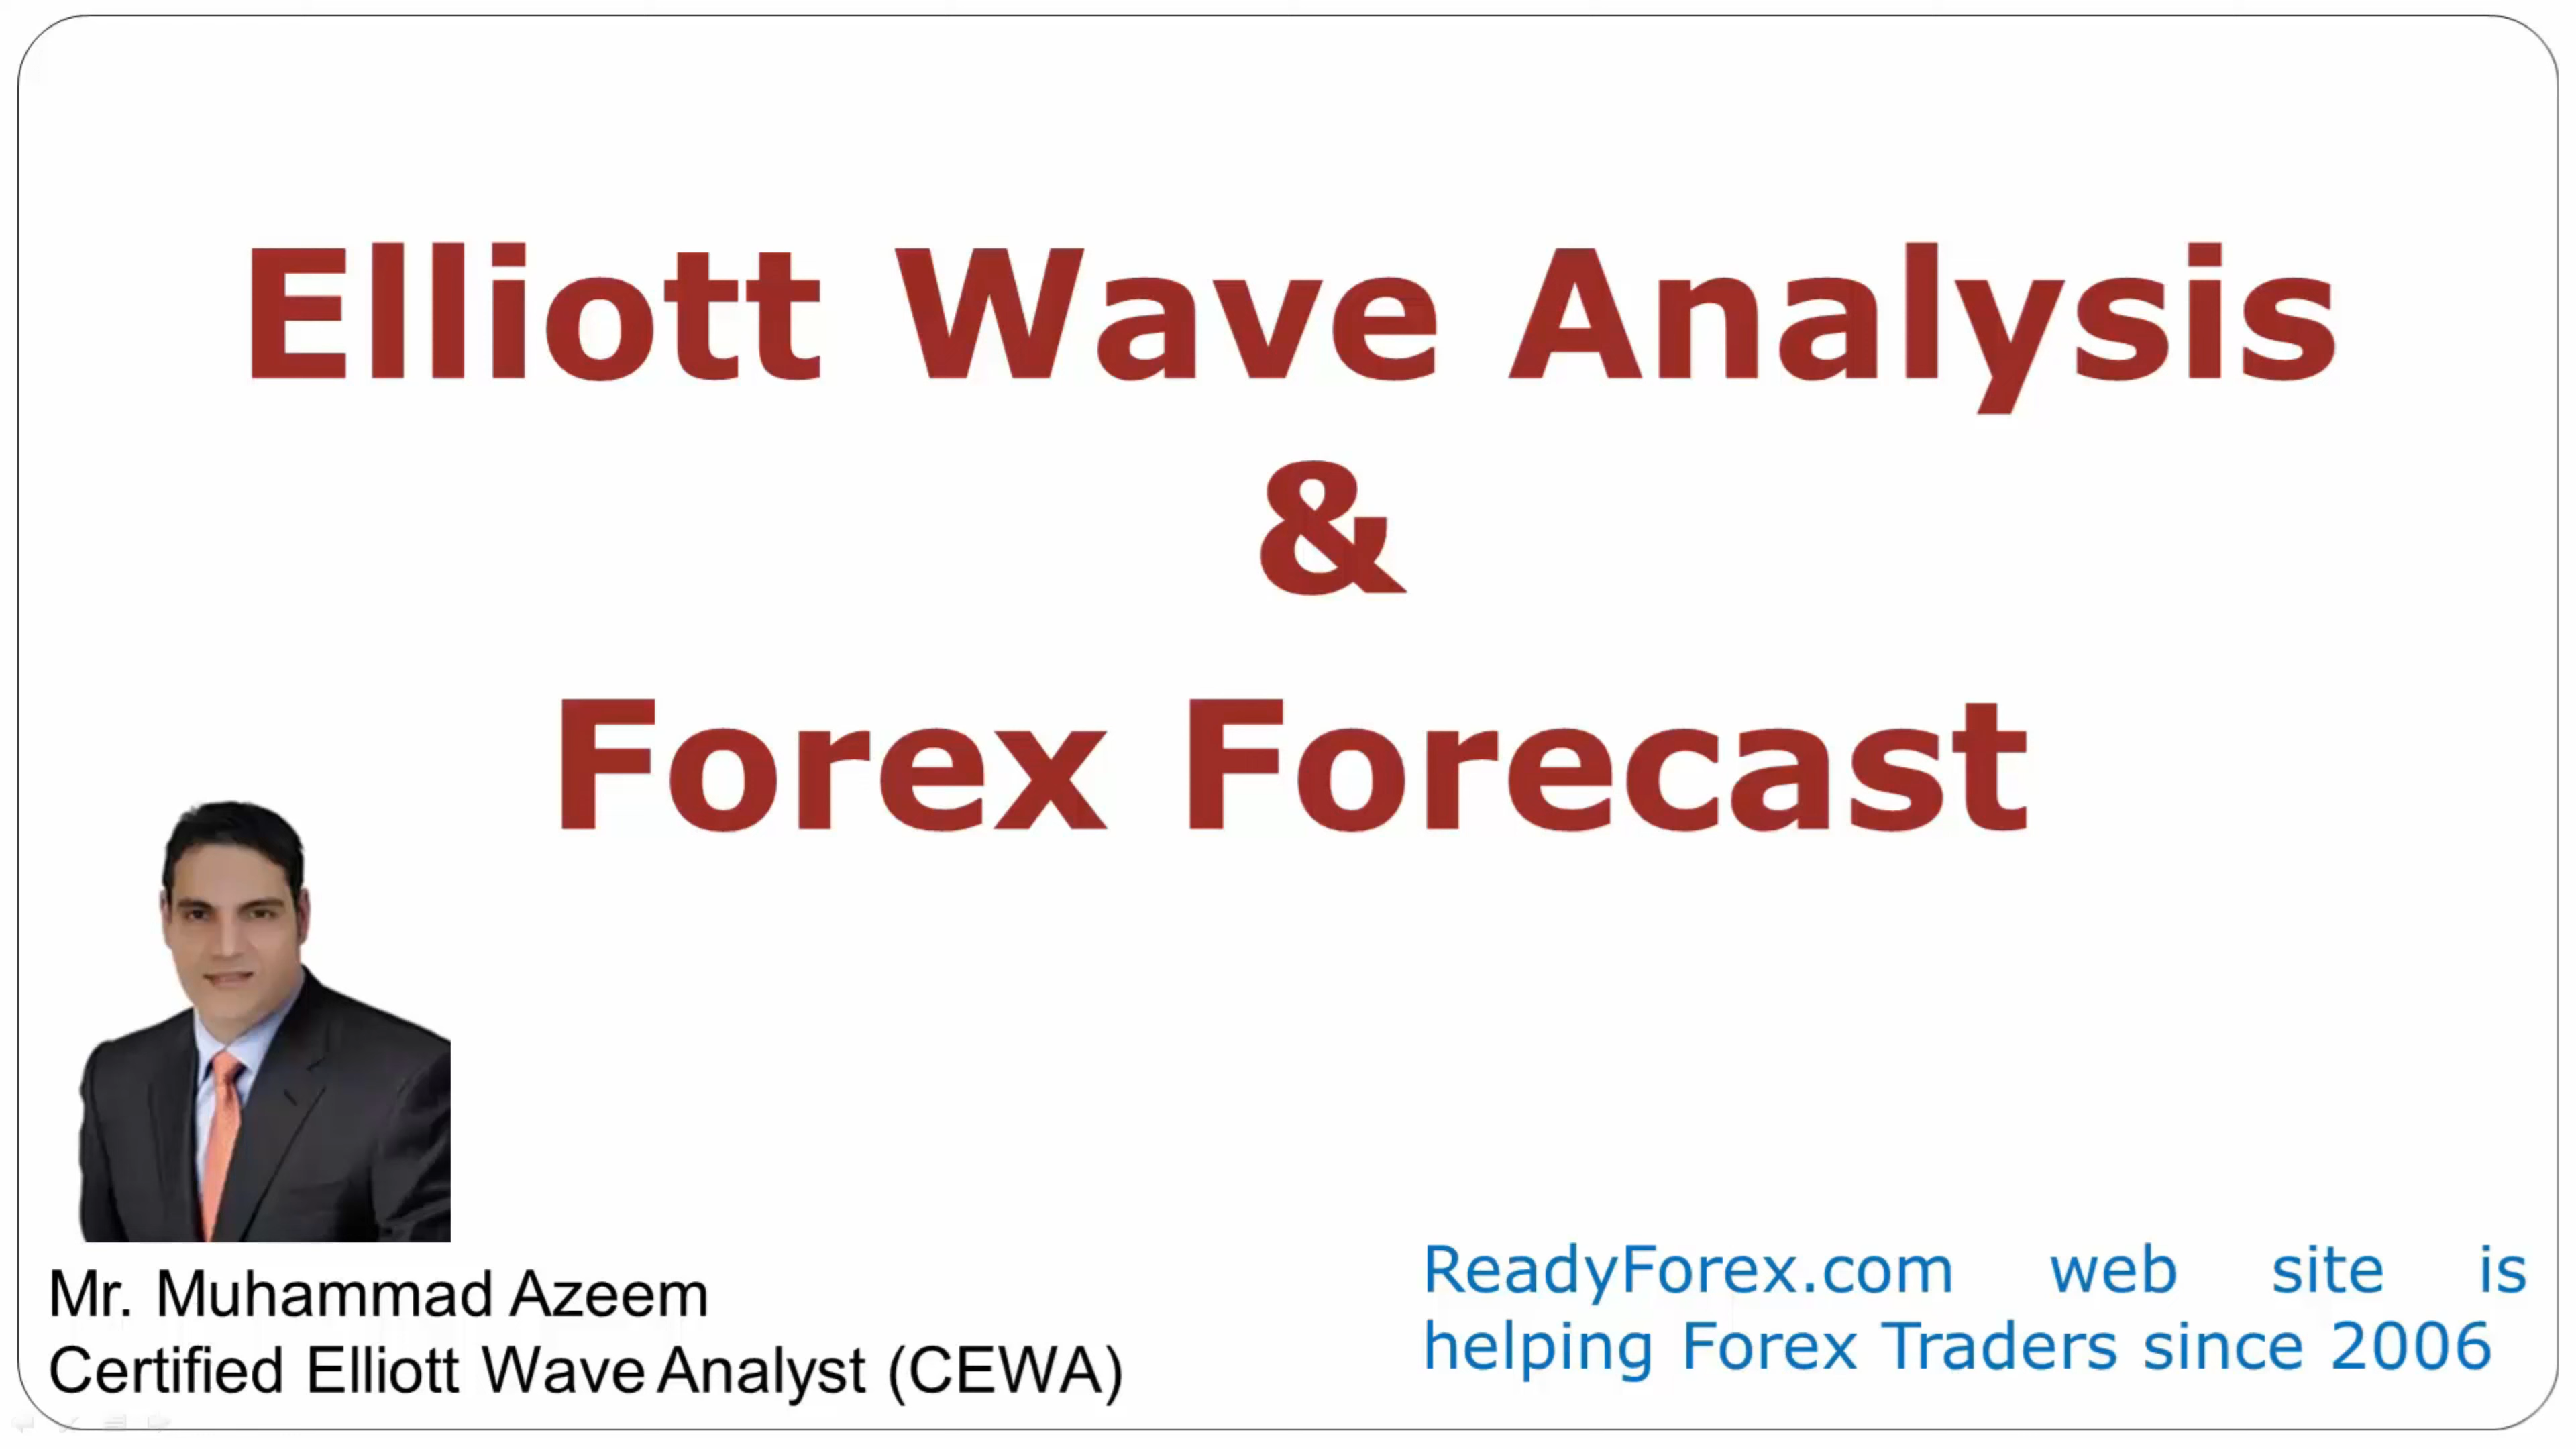 Elliott Wave Analysis
&
Forex Forecast
Mr. Muhammad Azeem
Certified Elliott Wave Analyst (CEWA)
ReadyForex.com web site is
helping Forex Traders since 2006